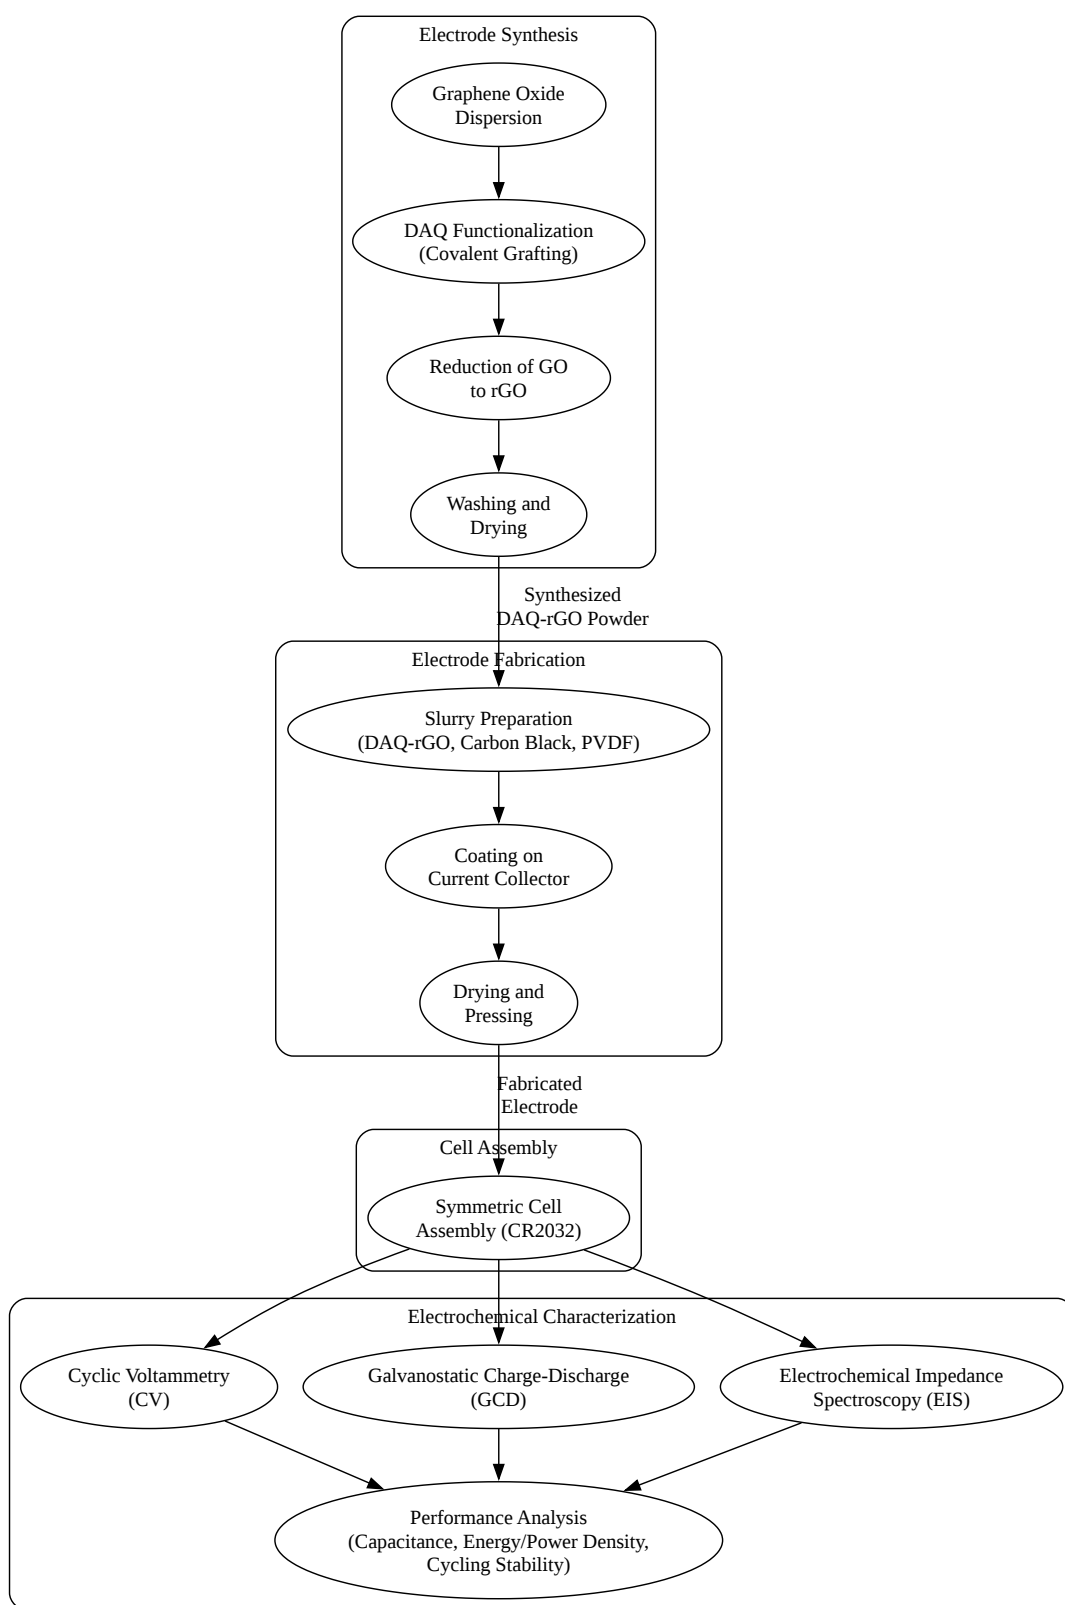 Electrode Synthesis
Graphene Oxide
Dispersion
DAQ Functionalization
(Covalent Grafting)
Reduction of GO
to rGO
Washing and
Drying
Synthesized
DAQ-rGO Powder
Electrode Fabrication
Slurry Preparation
(DAQ-rGO, Carbon Black, PVDF)
Coating on
Current Collector
Drying and
Pressing
Fabricated
Electrode
Cell Assembly
Symmetric Cell
Assembly (CR2032)
Electrochemical Characterization
Cyclic Voltammetry
(CV)
Galvanostatic Charge-Discharge
(GCD)
Electrochemical Impedance
Spectroscopy (EIS)
Performance Analysis
(Capacitance, Energy/Power Density,
Cycling Stability)